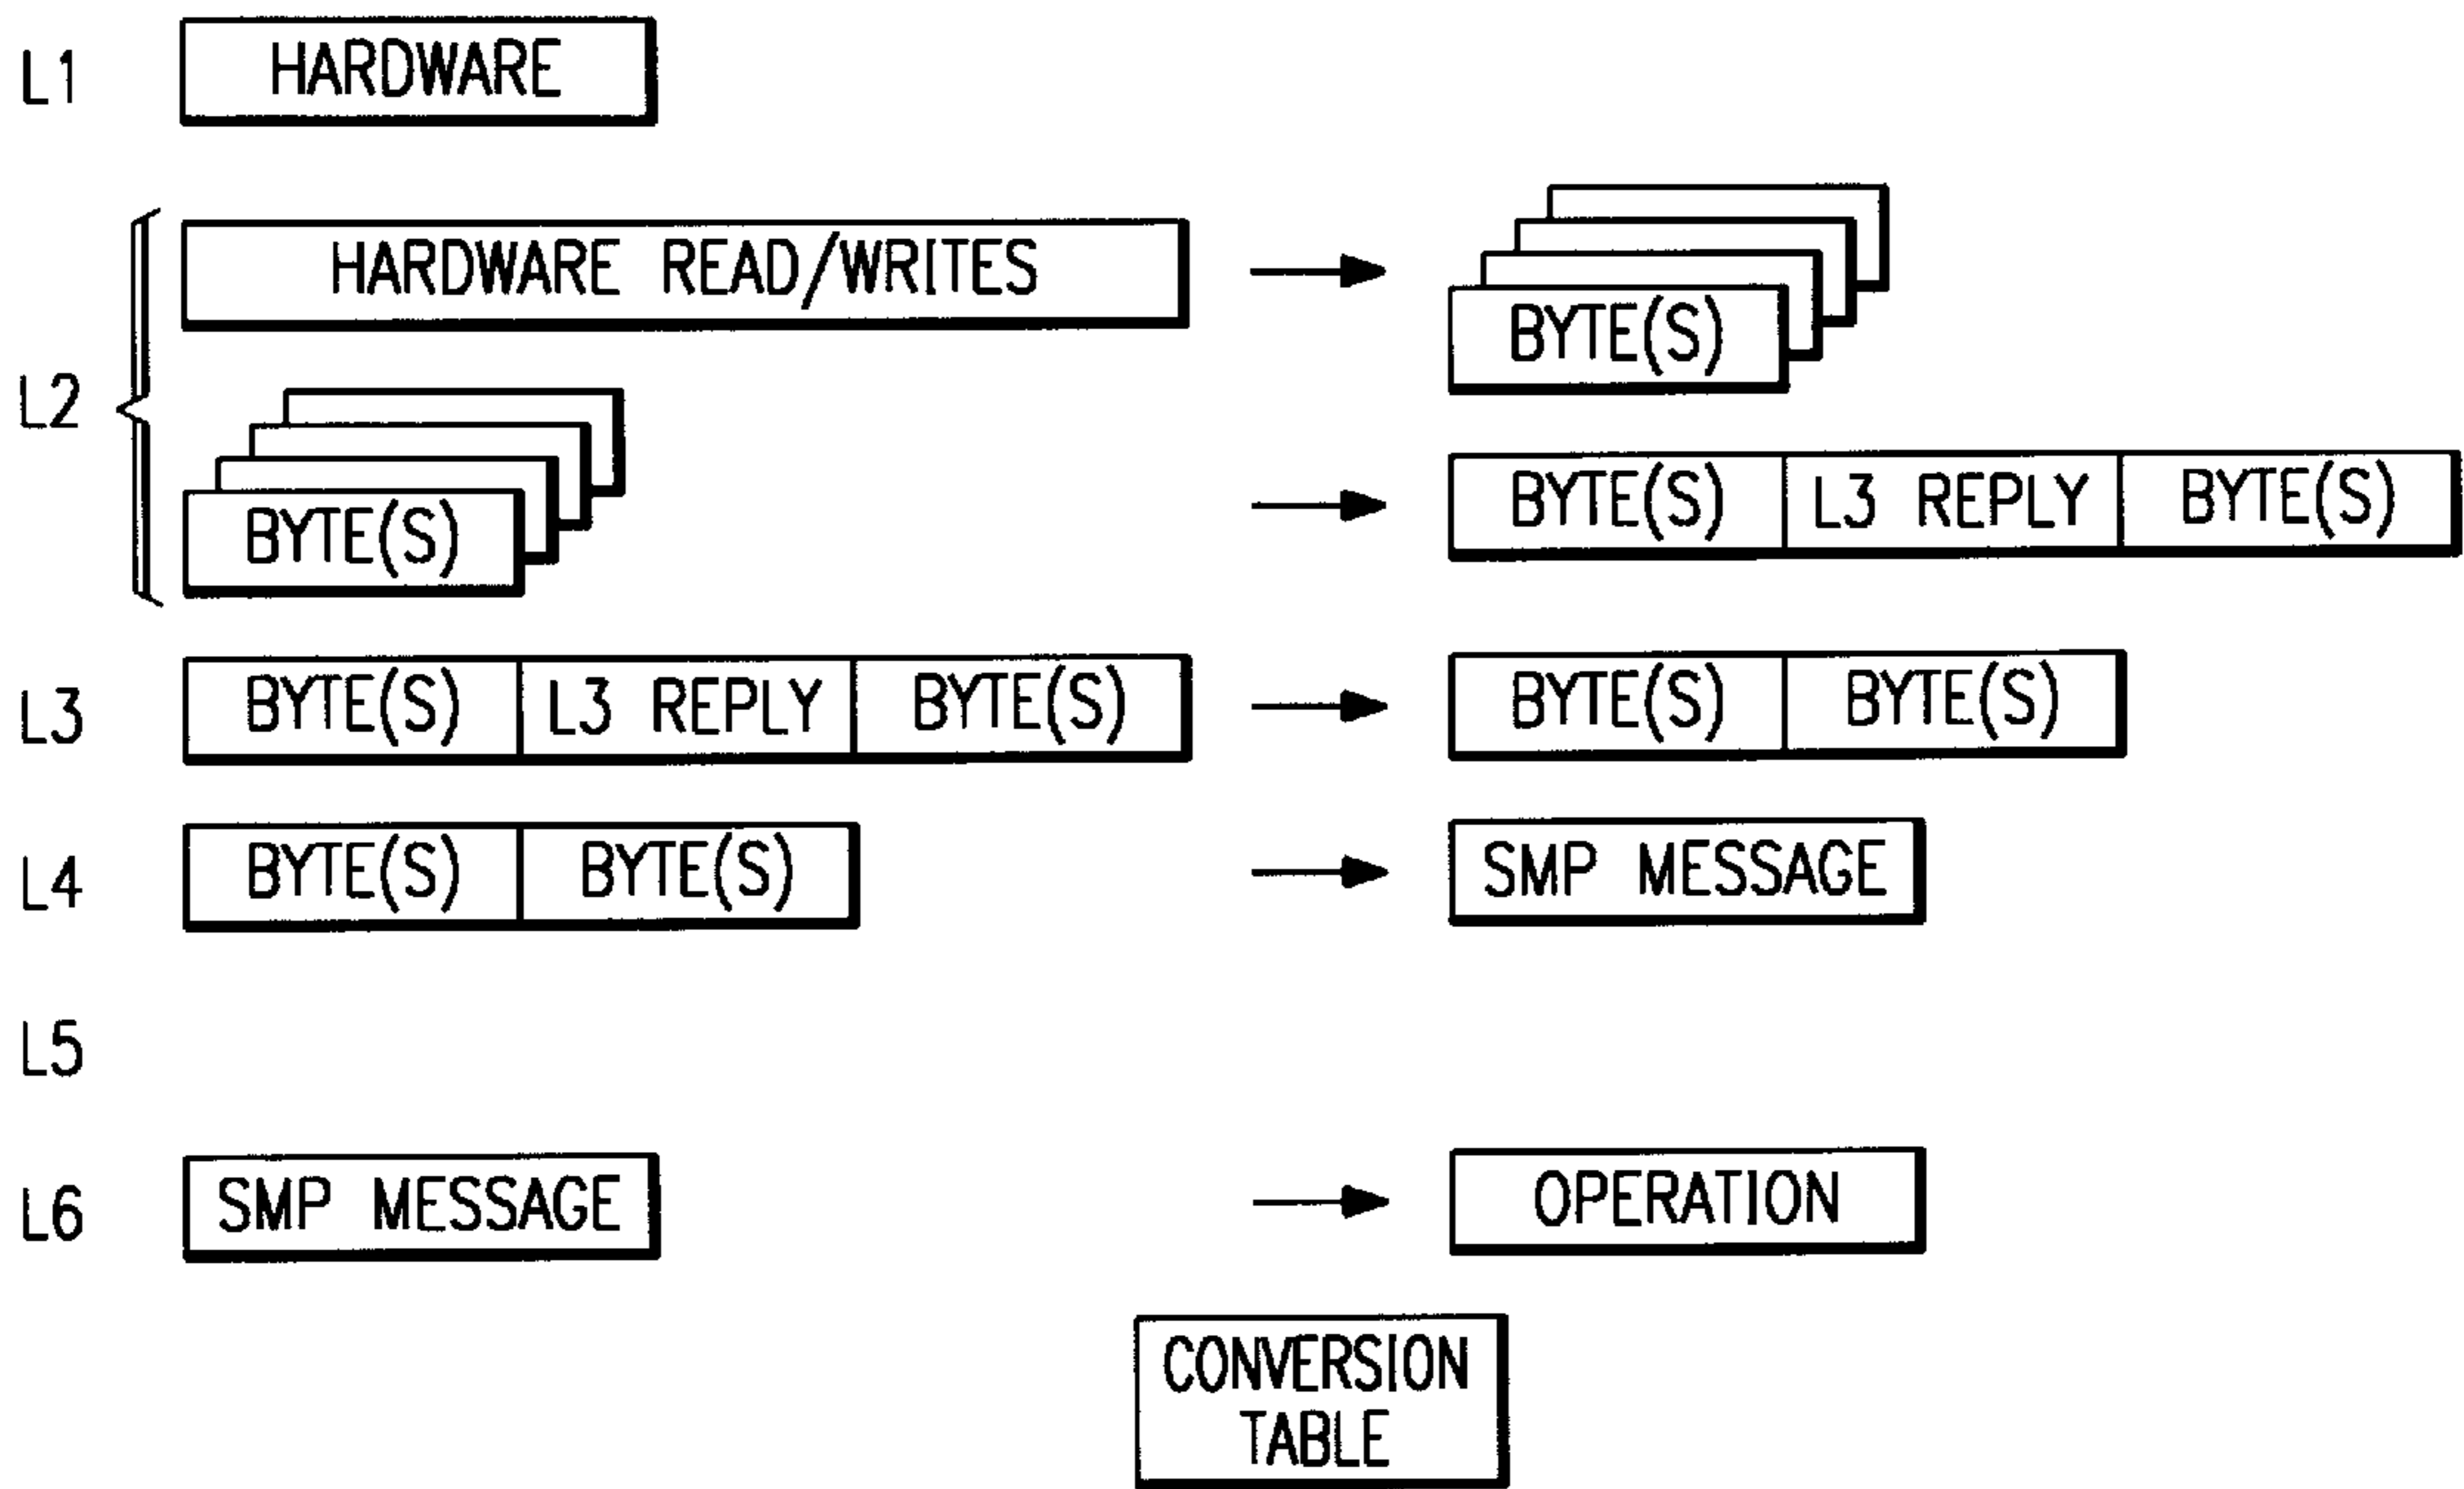 L1 HARDWARE
HARDWARE READ/WRITES BYTE(S)
L2
BYTE(S) BYTE(S) L3 REPLY BYTE(S)
L3 BYTE(S) L3 REPLY BYTE(S) BYTE(S) BYTE(S)
L4 BYTE(S) BYTE(S) SMP MESSAGE
L5
L6 SMP MESSAGE OPERATION
CONVERSION
TABLE